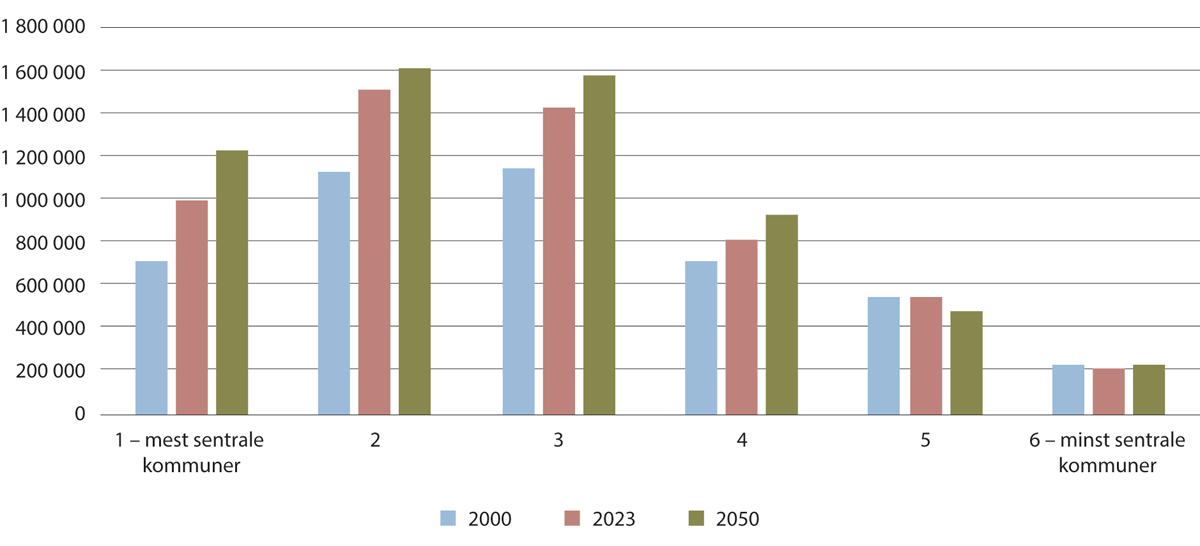 1 800 000
1 600 000
1 400 000
1 200 000
1 000 000
800 000
600 000
400 000
200 000
0
1 – mest sentrale
kommuner
2
3
4
5
6 – minst sentrale
kommuner
2000
2023
2050